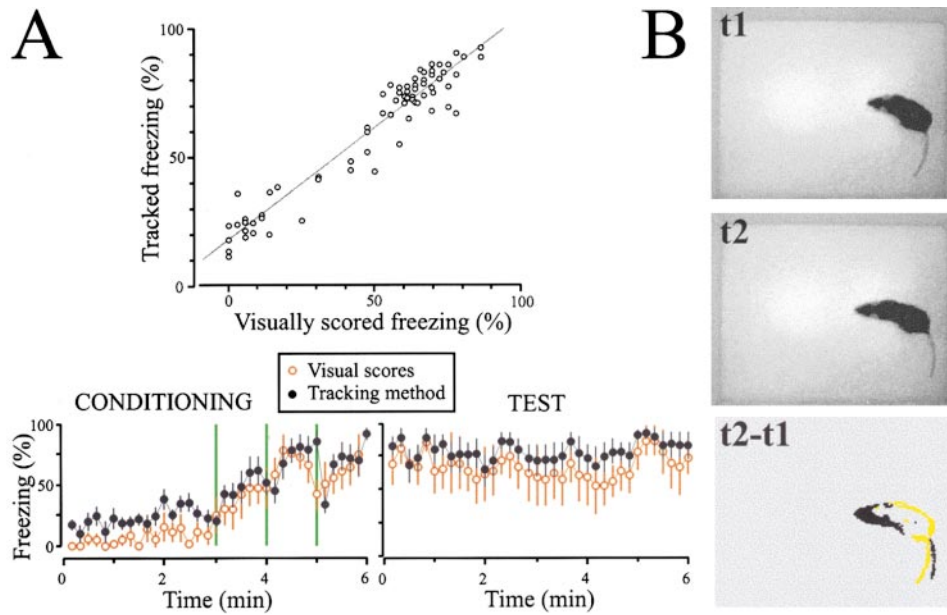 A
100
50
0
Tracked freezing (%)
0
50
100
Visually scored freezing (%)
Visual scores
Tracking method
CONDITIONING
TEST
100
50
0
Freezing (%)
0
2
4
6
0
2
4
6
Time (min)
Time (min)
B
t1
t2
t2-t1